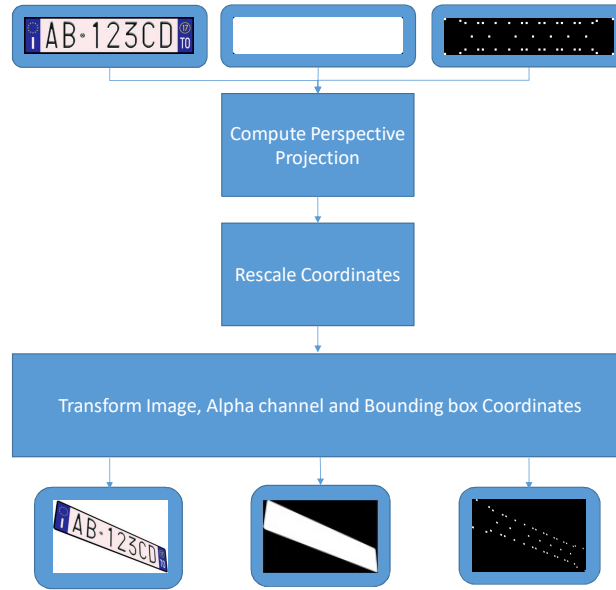 I AB·123CD 17 TO
Compute Perspective
Projection
Rescale Coordinates
Transform Image, Alpha channel and Bounding box Coordinates
I AB·123CD TO